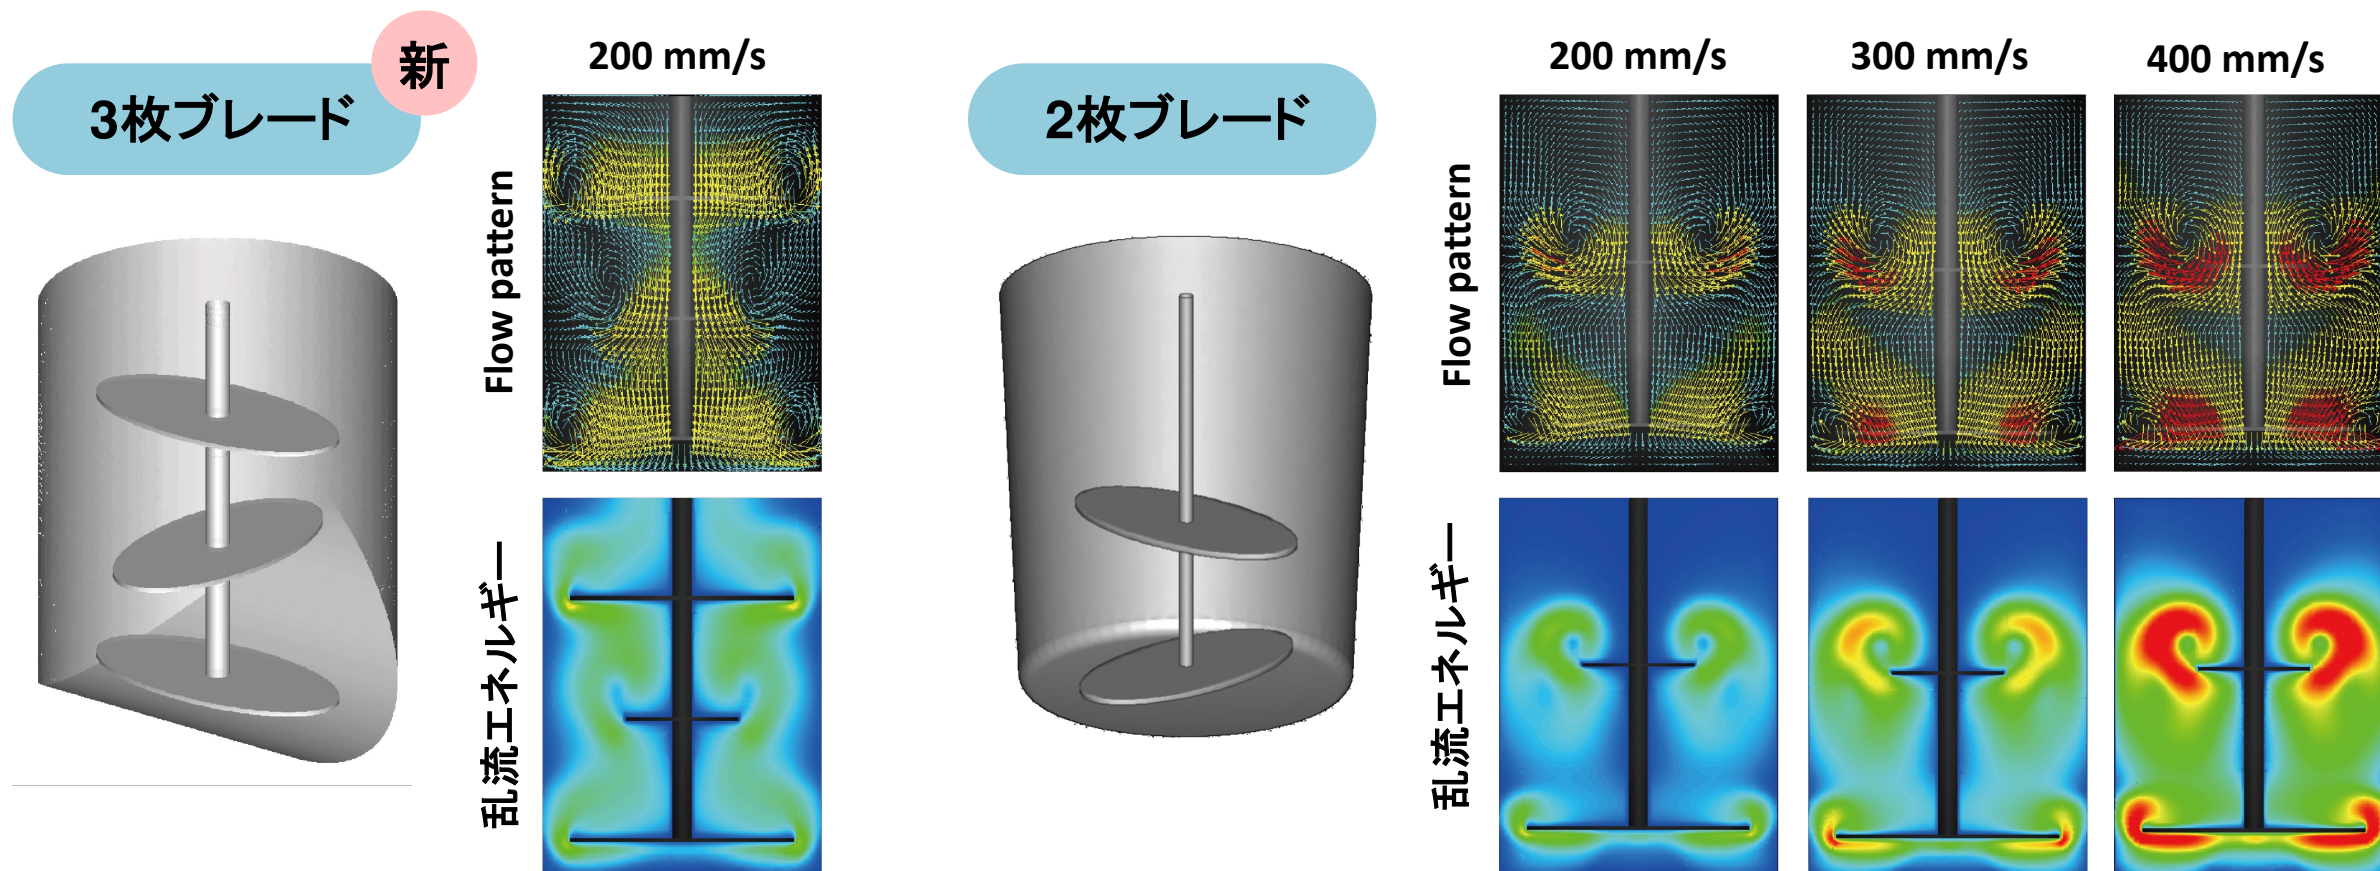 3枚ブレード
新
200 mm/s
Flow pattern
乱流エネルギー
2枚ブレード
200 mm/s
300 mm/s
400 mm/s
Flow pattern
乱流エネルギー